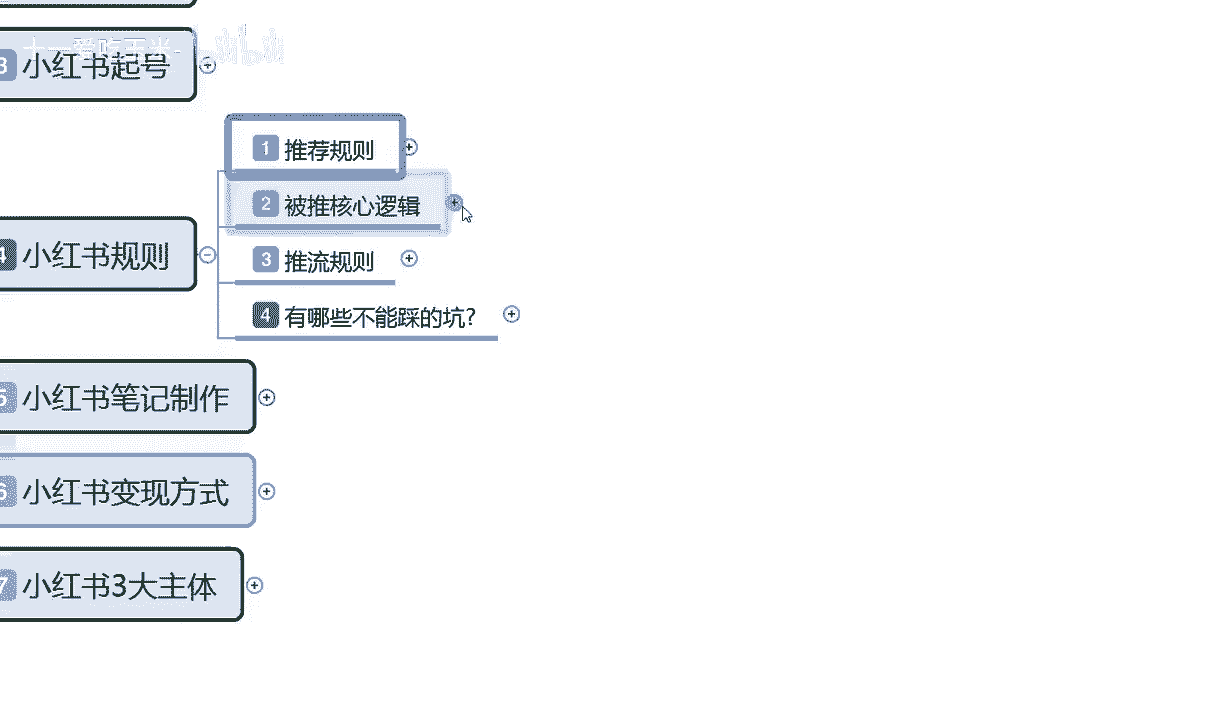 3 小红书起号
1 推荐规则
2 被推核心逻辑
4 小红书规则
3 推流规则
4 有哪些不能踩的坑?
5 小红书笔记制作
6 小红书变现方式
7 小红书3大主体